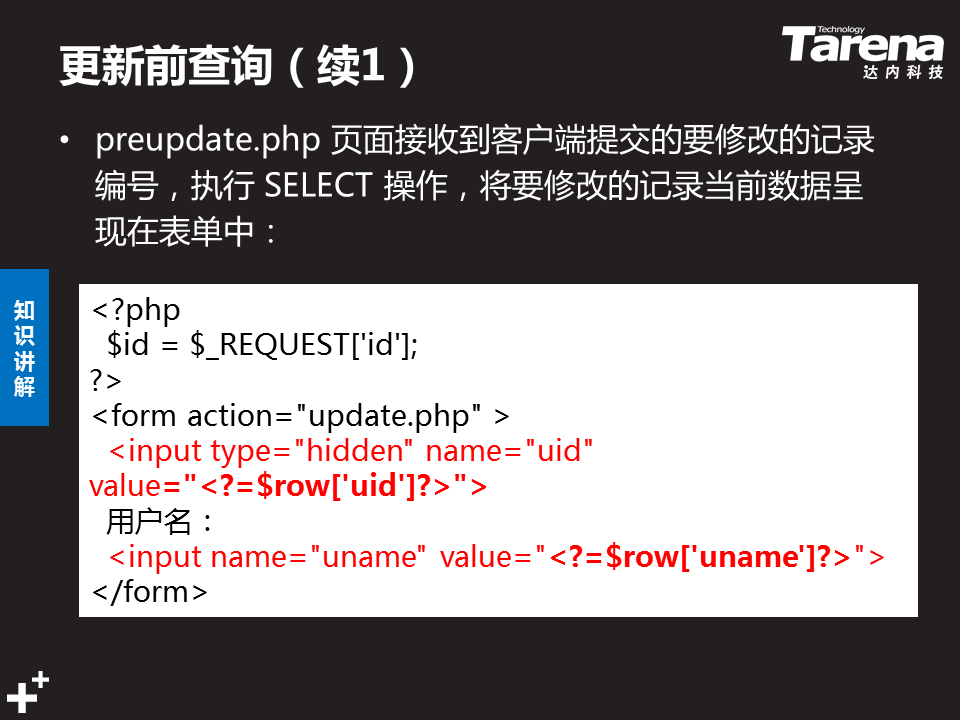 更新前查询（续1）
Technology
Tarena
达内科技
• preupdate.php 页面接收到客户端提交的要修改的记录
编号，执行 SELECT 操作，将要修改的记录当前数据呈
现在表单中：
知
识
讲
解
<?php
$id = $_REQUEST['id'];
?>
<form action="update.php" >
<input type="hidden" name="uid"
value="<?=$row['uid']?>">
用户名：
<input name="uname" value="<?=$row['uname']?>">
</form>